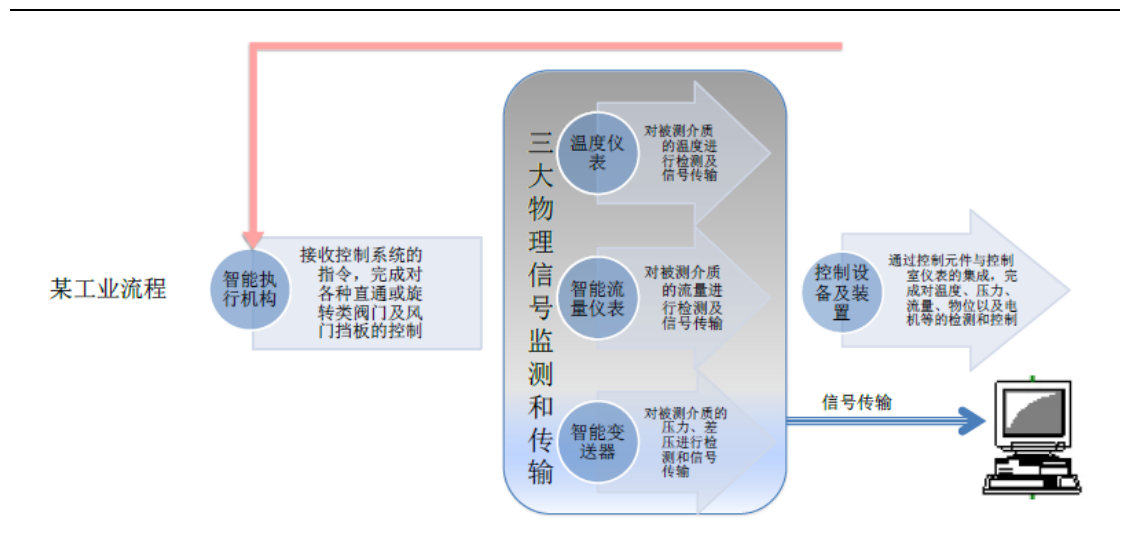 某工业流程
智能执
行机构
接收控制系统的
指令，完成对
各种直通或旋
转类阀门及风
门挡板的控制
三
大
物
理
信
号
监
测
和
传
输
温度仪
表
对被测介质
的温度进
行检测及
信号传输
智能流
量仪表
对被测介质
的流量进
行检测及
信号传输
智能变
送器
对被测介质的
压力、差
压进行检
测和信号
传输
控制设
备及装
置
通过控制元件与控制
室仪表的集成，完
成对温度、压力、
流量、物位以及电
机等的检测和控制
信号传输